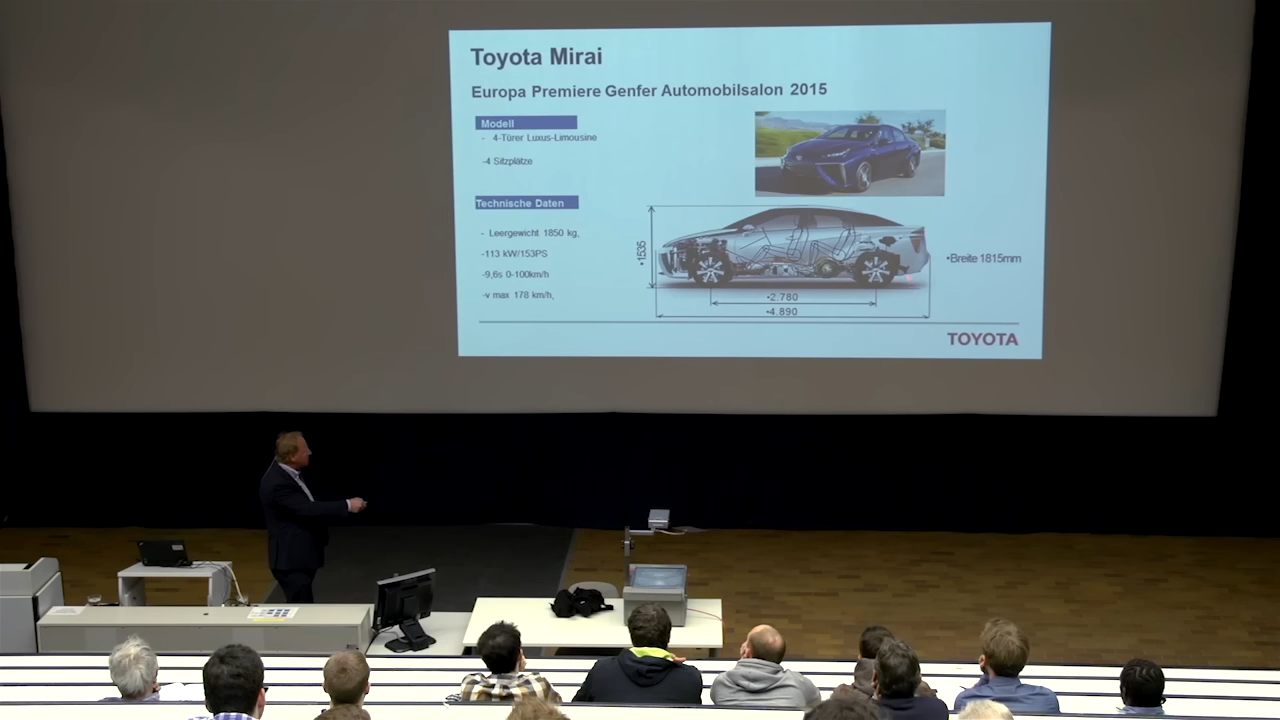 Toyota Mirai
Europa Premiere Genfer Automobilsalon 2015
Modell
- 4-Türer Luxus-Limousine
-4 Sitzplätze
Technische Daten
- Leergewicht 1850 kg,
-113 kW/153PS
-9,6s 0-100km/h
-v max 178 km/h,
•1535
•Breite 1815mm
•2.780
•4.890
TOYOTA